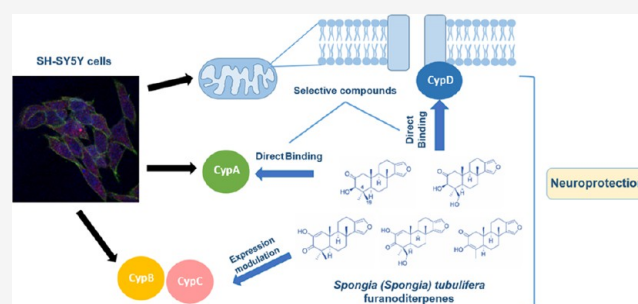 SH-SY5Y cells
CypD
Selective compounds
Direct
Binding
CypA
Direct Binding
Neuroprotection
Expression
modulation
CypB
CypC
Spongia (Spongia) tubulifera
furanoditerpenes